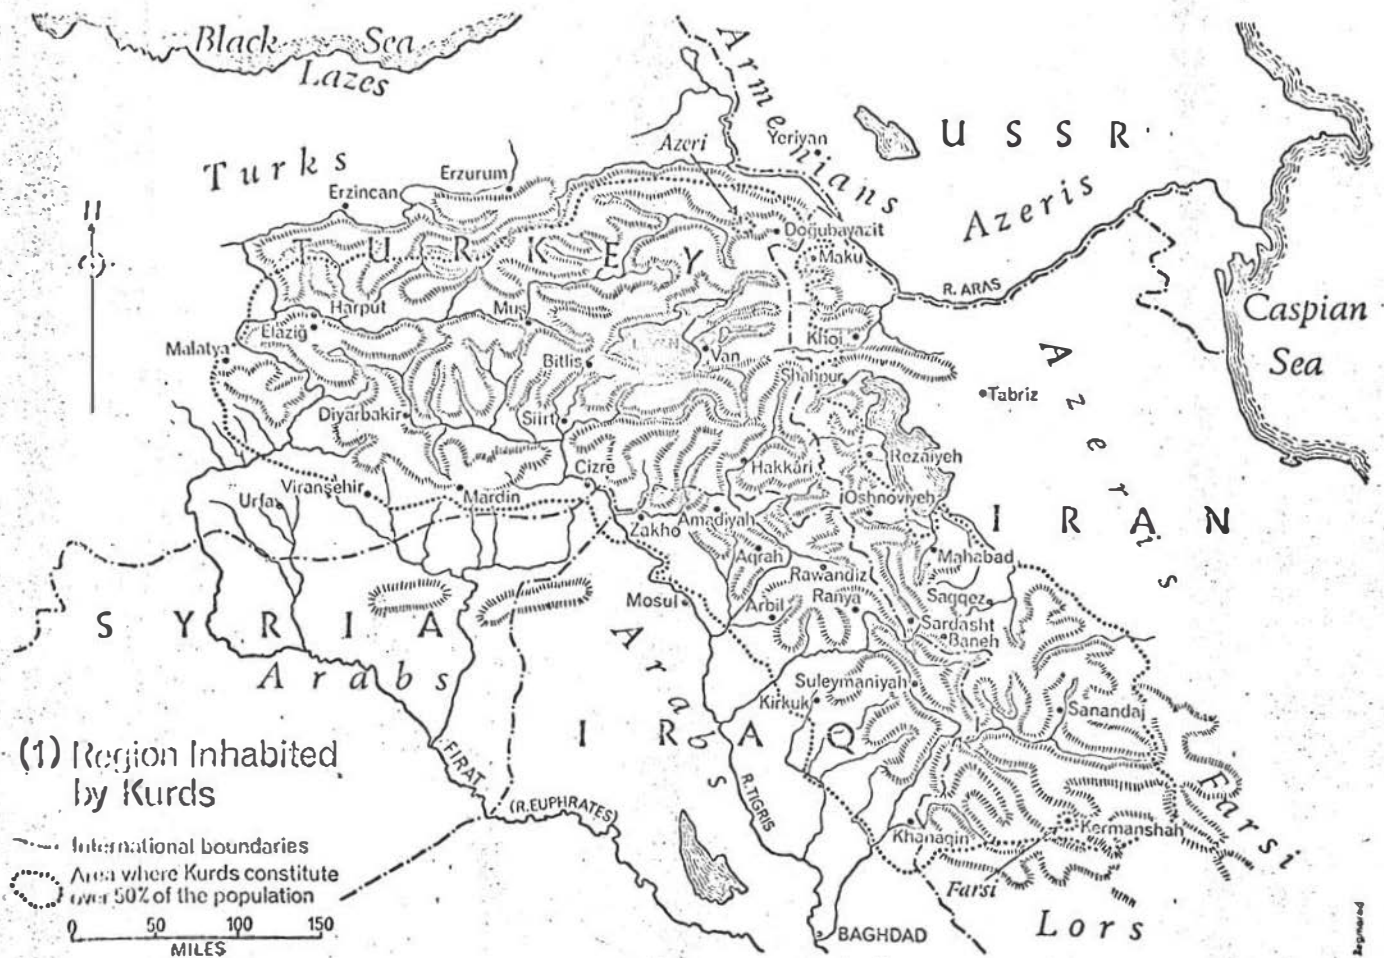 Black Sea
Lazes
Armenians
USSR
Yerivan
Azeri
Turks
Erzurum
Erzincan
Azeris
TURKEY
Doğubayazit
Maku
R. ARAS
Caspian
Sea
Harput
Elaziğ
Muş
Khoi
Malatya
Bitlis
Van
Shahpur
Azeris
Tabriz
Diyarbakir
Siirt
Hakkâri
Rezaiyeh
Cizre
Viranşehir
Urfa
Mardin
Oshnoviyeh
IRAN
Zakho
Amadiyah
Aqrah
Mahabad
Rawandiz
Mosul
Arbil
Ranya
Saqqez
SYRIA
Arabs
Arabs
Sardasht
Baneh
Suleymaniyah
Kirkuk
Sanandaj
IRAQ
(1) Region Inhabited
by Kurds
FIRAT
(R. EUPHRATES)
R. TIGRIS
Farsi
Khanaqin
Kermanshah
International boundaries
Area where Kurds constitute
over 50% of the population
Farsi
Lors
0 50 100 150
MILES
BAGHDAD